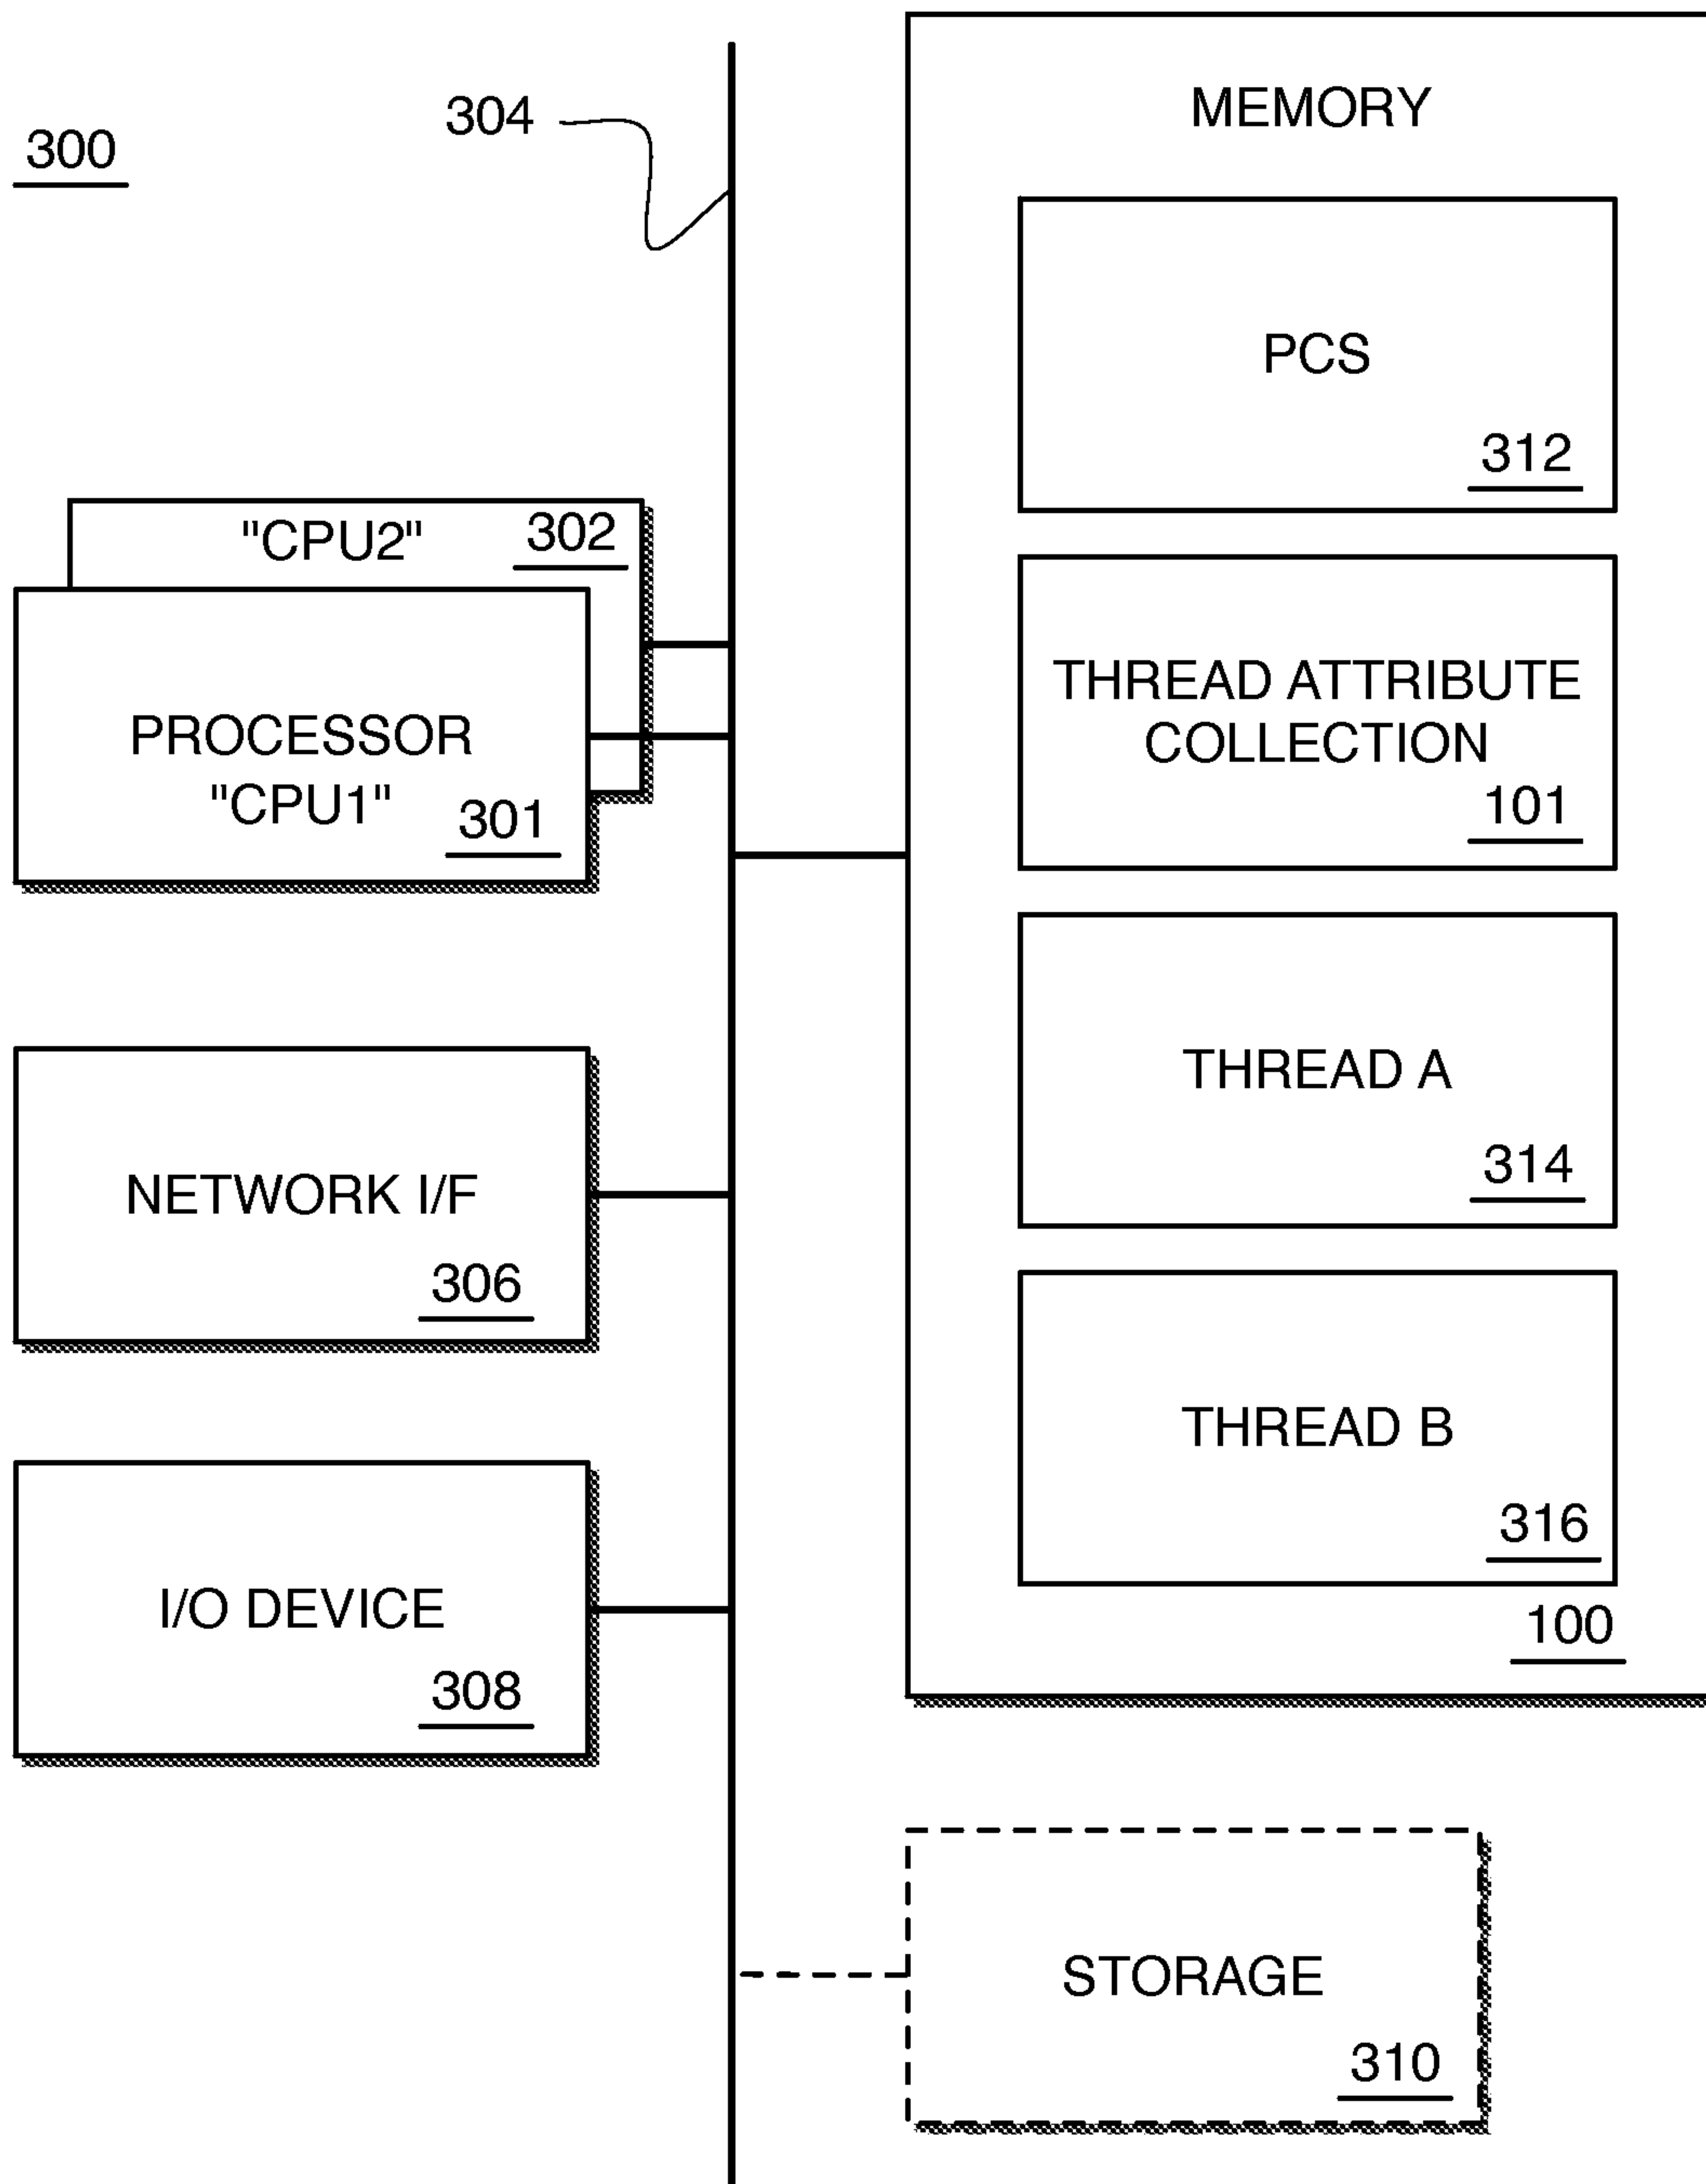 300
304
"CPU2"
302
PROCESSOR
"CPU1"
301
NETWORK I/F
306
I/O DEVICE
308
MEMORY
PCS
312
THREAD ATTRIBUTE
COLLECTION
101
THREAD A
314
THREAD B
316
100
STORAGE
310